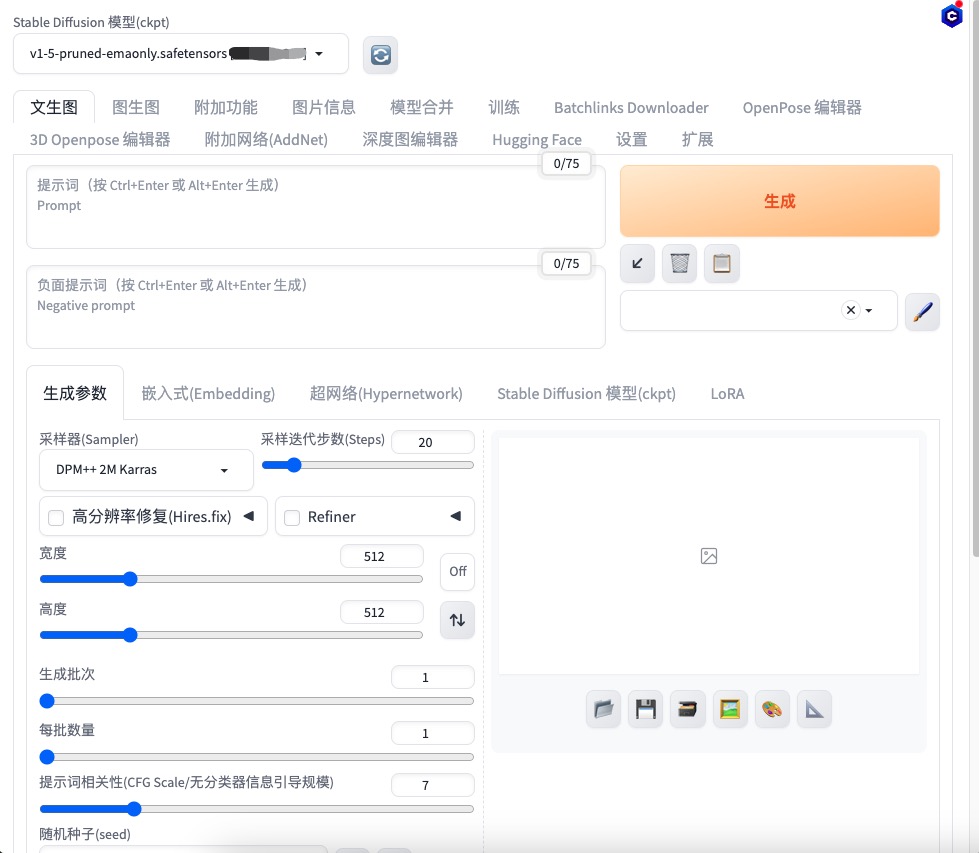 Stable Diffusion 模型(ckpt)
v1-5-pruned-emaonly.safetensors
文生图 图生图 附加功能 图片信息 模型合并 训练 Batchlinks Downloader OpenPose 编辑器
3D Openpose 编辑器 附加网络(AddNet) 深度图编辑器 Hugging Face 设置 扩展
0/75
提示词（按 Ctrl+Enter 或 Alt+Enter 生成）
Prompt
生成
0/75
负面提示词（按 Ctrl+Enter 或 Alt+Enter 生成）
Negative prompt
生成参数 嵌入式(Embedding) 超网络(Hypernetwork) Stable Diffusion 模型(ckpt) LoRA
采样器(Sampler) 采样迭代步数(Steps) 20
DPM++ 2M Karras
高分辨率修复(Hires.fix) Refiner
宽度 512
Off
高度 512
生成批次 1
每批数量 1
提示词相关性(CFG Scale/无分类器信息引导规模) 7
随机种子(seed)